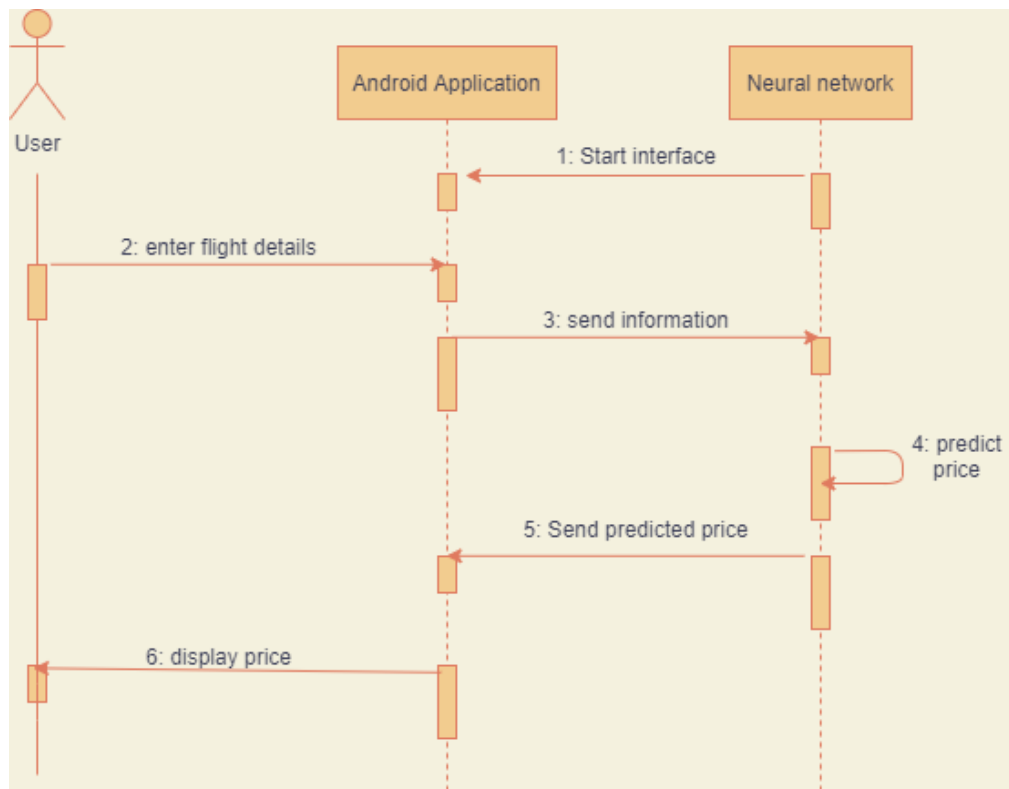 Android Application
Neural network
User
1: Start interface
2: enter flight details
3: send information
4: predict
price
5: Send predicted price
6: display price